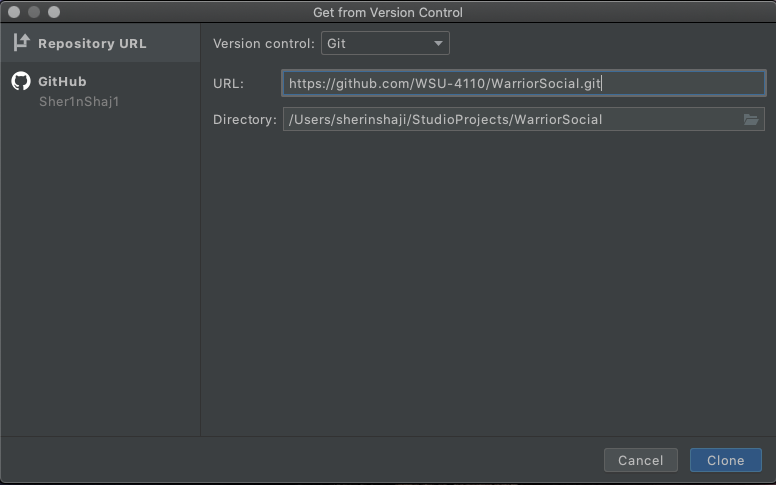 Get from Version Control
Repository URL
GitHub
Sher1nShaj1
Version control: Git
URL: https://github.com/WSU-4110/WarriorSocial.git
Directory: /Users/sherinshaji/StudioProjects/WarriorSocial
Cancel Clone